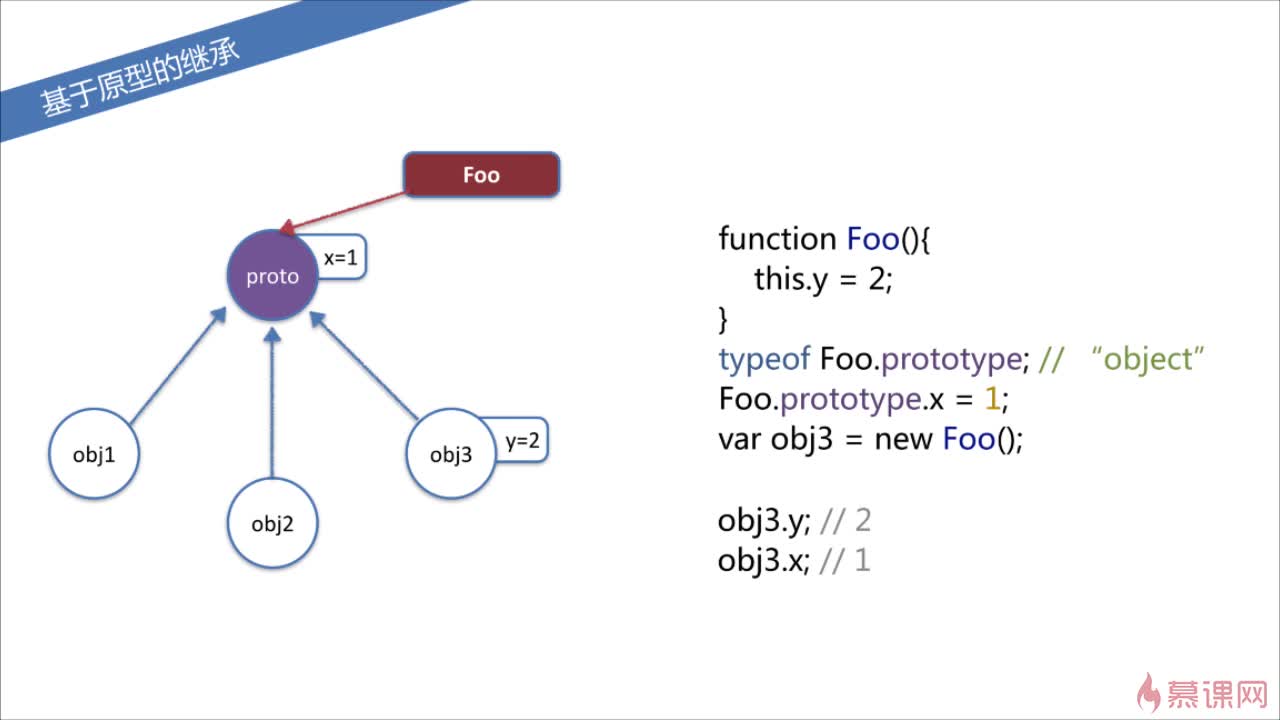 基于原型的继承
Foo
proto
x=1
obj1
obj2
obj3
y=2
function Foo(){
this.y = 2;
}
typeof Foo.prototype; // “object”
Foo.prototype.x = 1;
var obj3 = new Foo();
obj3.y; // 2
obj3.x; // 1
慕课网